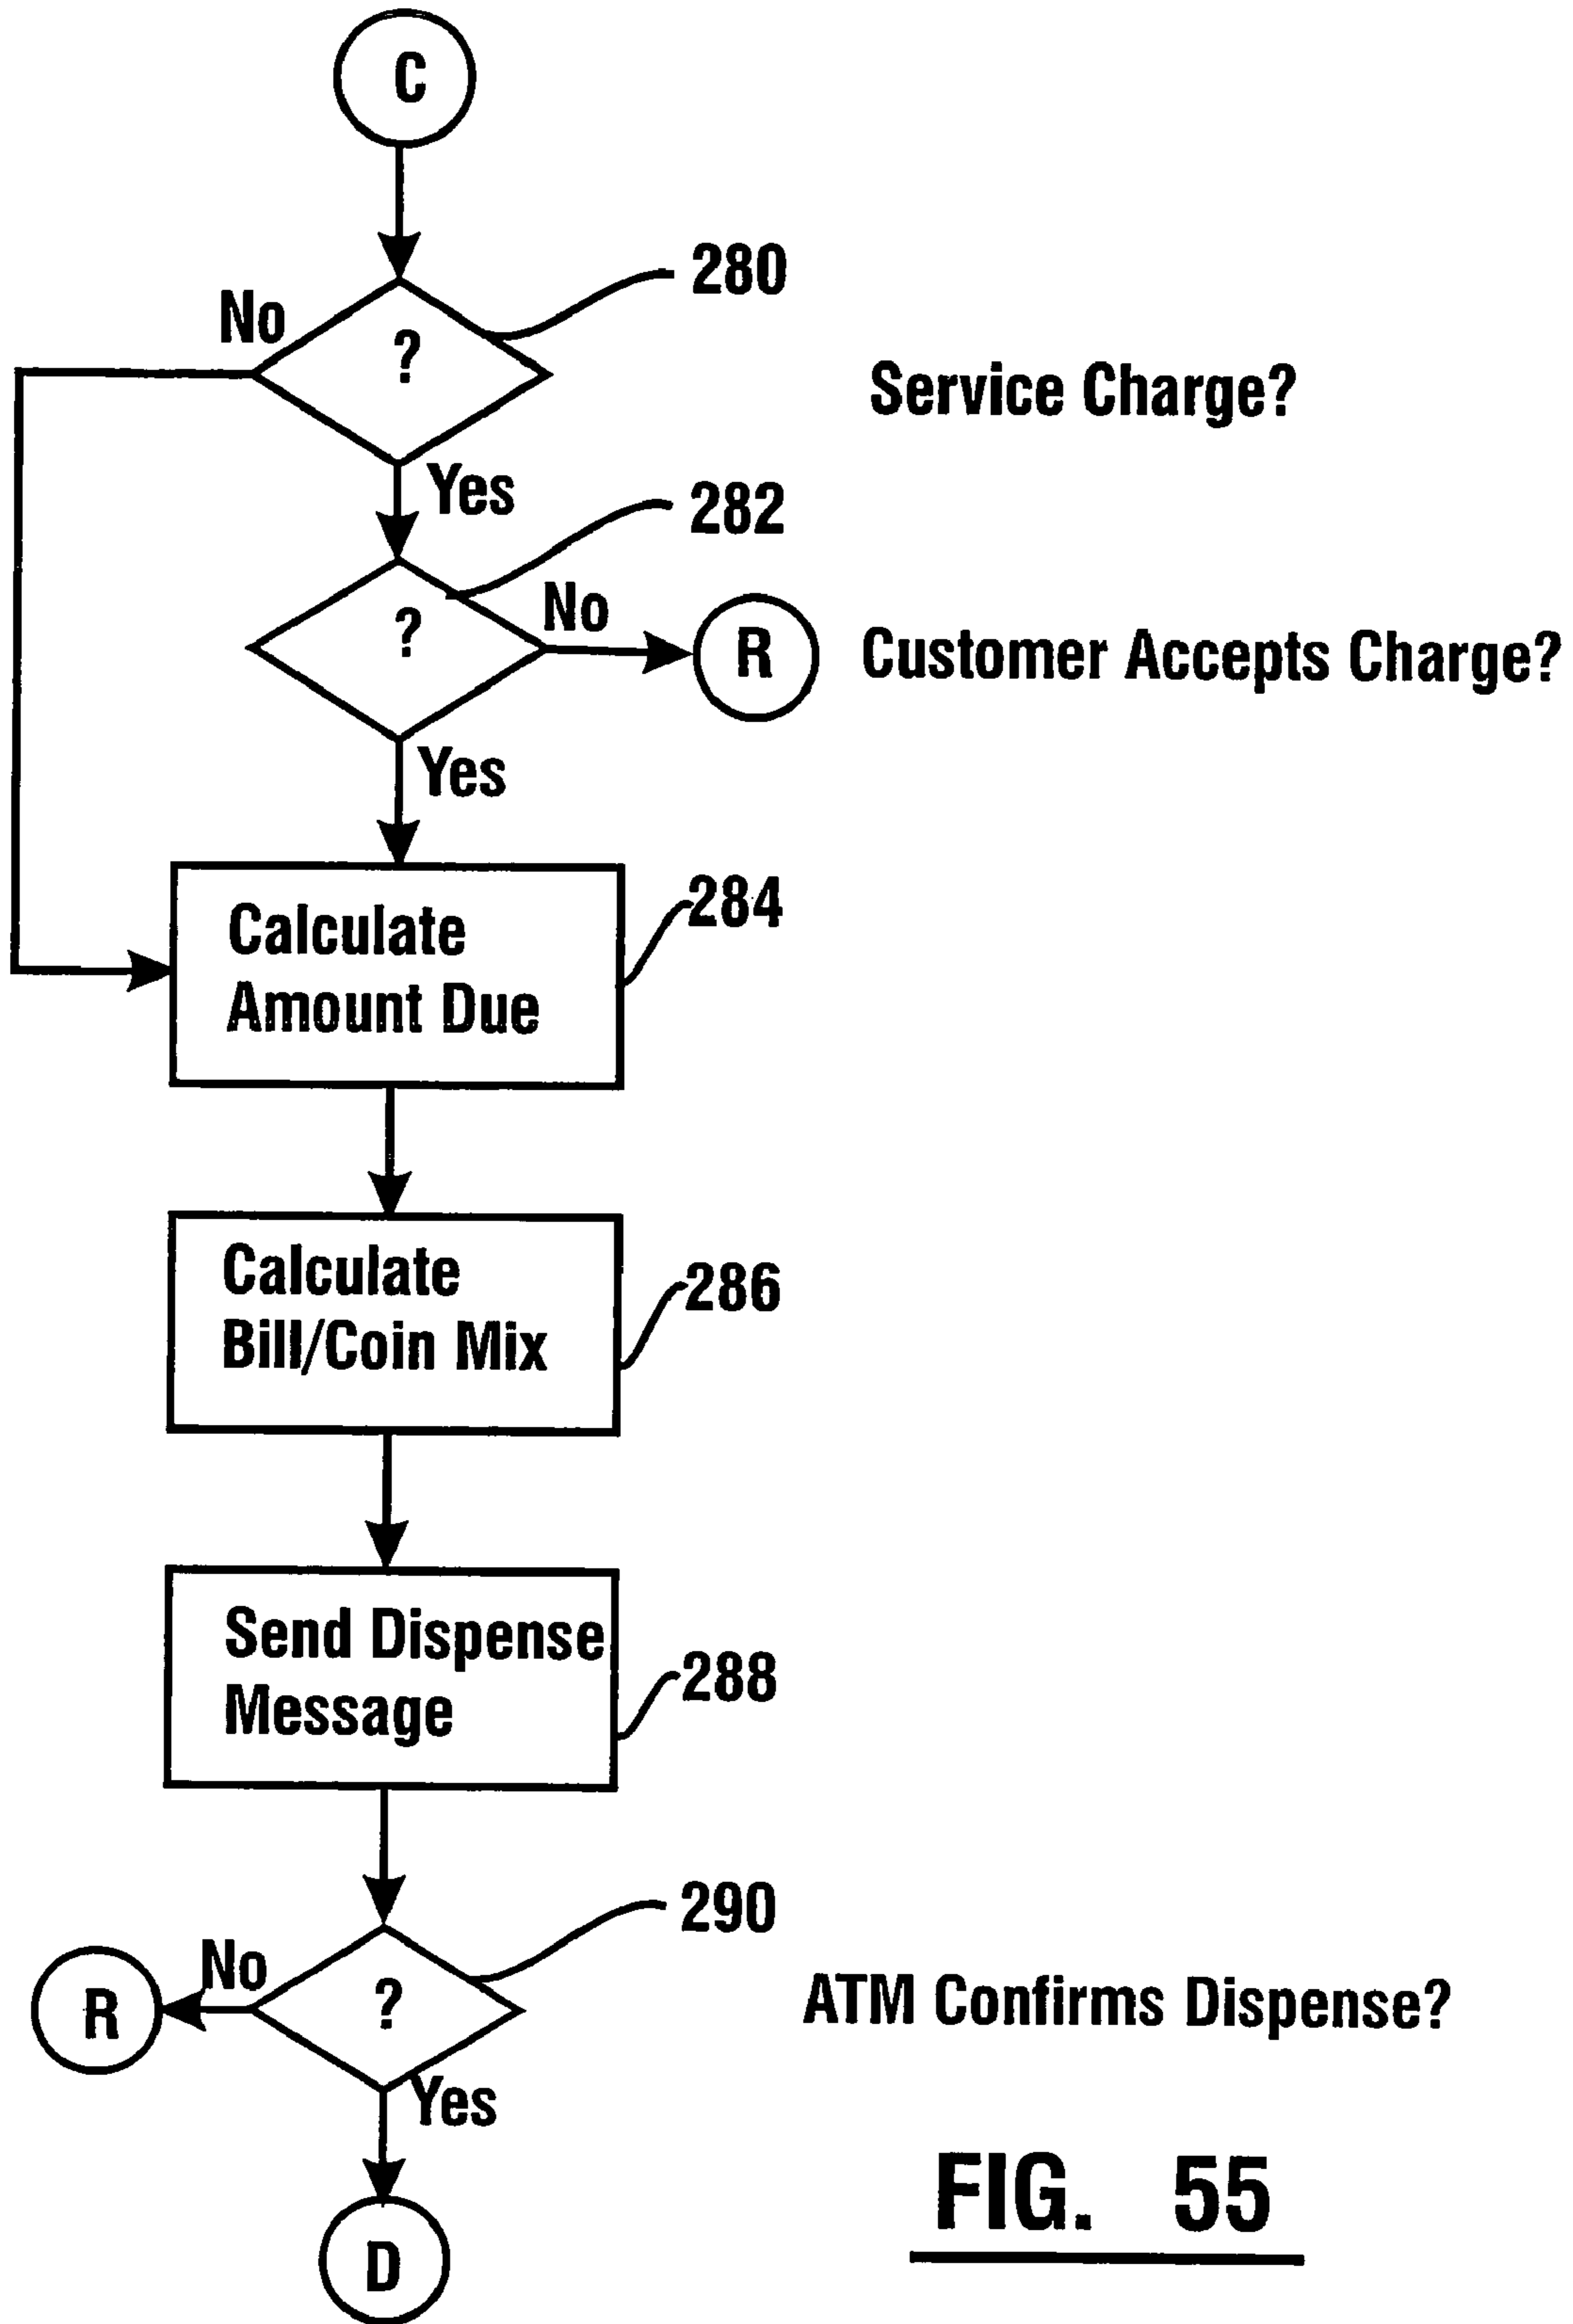 C
280
No
?
Service Charge?
Yes
282
?
No
R
Customer Accepts Charge?
Yes
Calculate
Amount Due
284
Calculate
Bill/Coin Mix
286
Send Dispense
Message
288
290
R
No
?
ATM Confirms Dispense?
Yes
D
FIG. 55